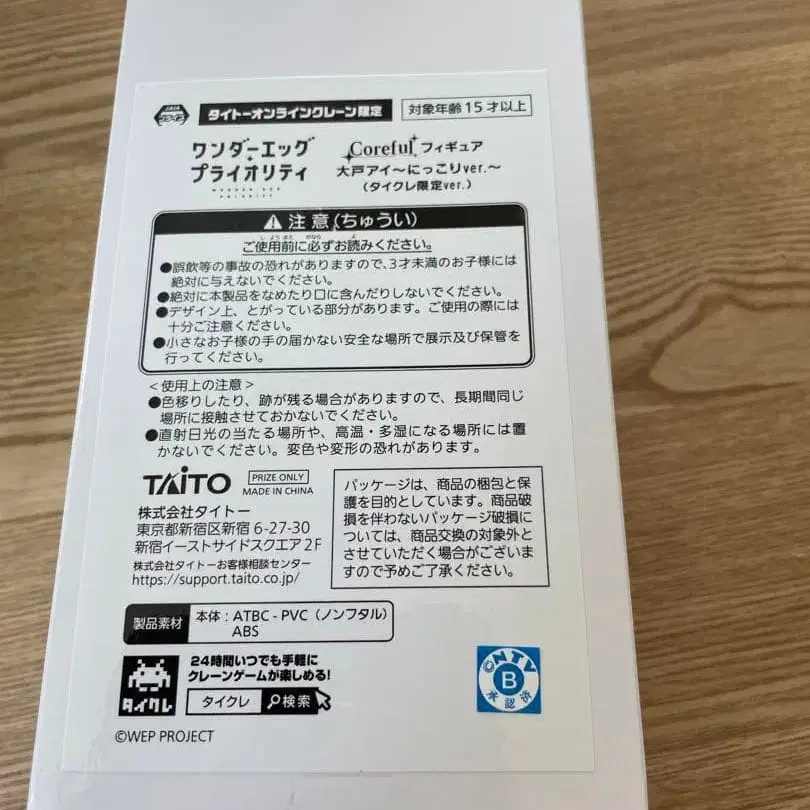 JAIA
プライズ
タイトーオンラインクレーン限定
対象年齢15才以上
ワンダーエッグ
プライオリティ
WONDER EGG
PRIORITY
Coreful フィギュア
大戸アイ〜にっこりver.〜
(タイクレ限定ver.)
⚠注意(ちゅうい)
ご使用前に必ずお読みください。
●誤飲等の事故の恐れがありますので、3才未満のお子様には
絶対に与えないでください。
●絶対に本製品をなめたり口に含んだりしないでください。
●デザイン上、とがっている部分があります。ご使用の際には
十分ご注意ください。
●小さなお子様の手の届かない安全な場所で展示及び保管を
行ってください。
<使用上の注意>
●色移りしたり、跡が残る場合がありますので、長期間同じ
場所に接触させておかないでください。
●直射日光の当たる場所や、高温・多湿になる場所には置
かないでください。変色や変形の恐れがあります。
TAITO
PRIZE ONLY
MADE IN CHINA
株式会社タイトー
東京都新宿区新宿6-27-30
新宿イーストサイドスクエア2F
株式会社タイトーお客様相談センター
https://support.taito.co.jp/
パッケージは、商品の梱包と保
護を目的としています。商品破
損を伴わないパッケージ破損に
ついては、商品交換の対象外と
させていただく場合がございま
すので予めご了承ください。
製品素材
本体:ATBC-PVC(ノンフタル)
ABS
タイクレ
24時間いつでも手軽に
クレーンゲームが楽しめる!
タイクレ 検索
NTV
B
承認済
©WEP PROJECT